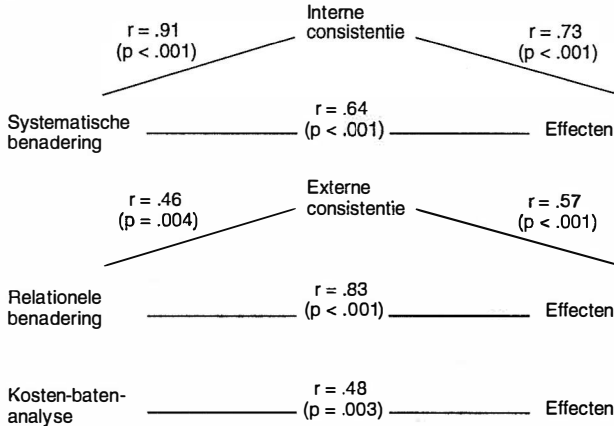 Interne
consistentie
r = .91
(p < .001)
r = .73
(p < .001)
Systematische
benadering
r = .64
(p < .001)
Effecten
Externe
consistentie
r = .46
(p = .004)
r = .57
(p < .001)
Relationele
benadering
r = .83
(p < .001)
Effecten
Kosten-baten-
analyse
r = .48
(p = .003)
Effecten